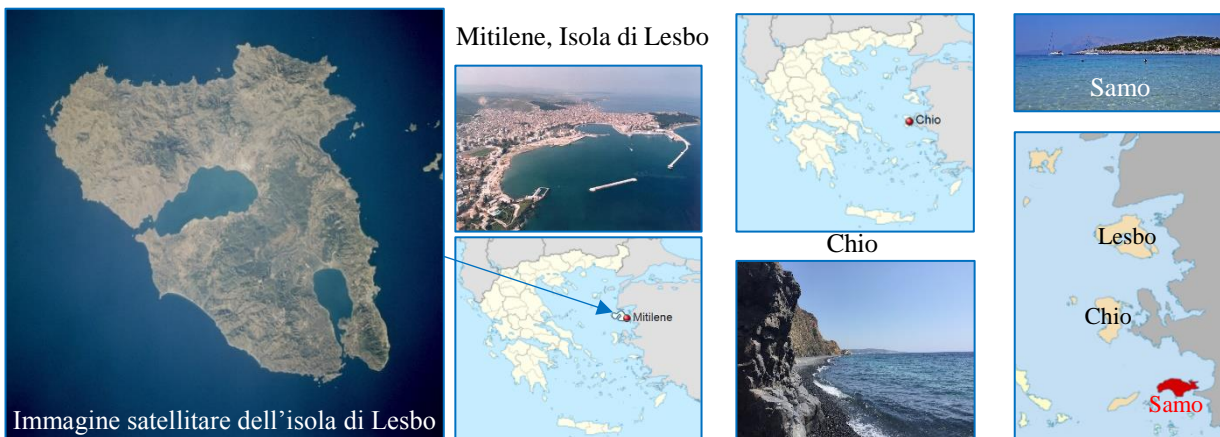 Immagine satellitare dell’isola di Lesbo
Mitilene, Isola di Lesbo
Mitilene
Chio
Chio
Samo
Lesbo
Chio
Samo